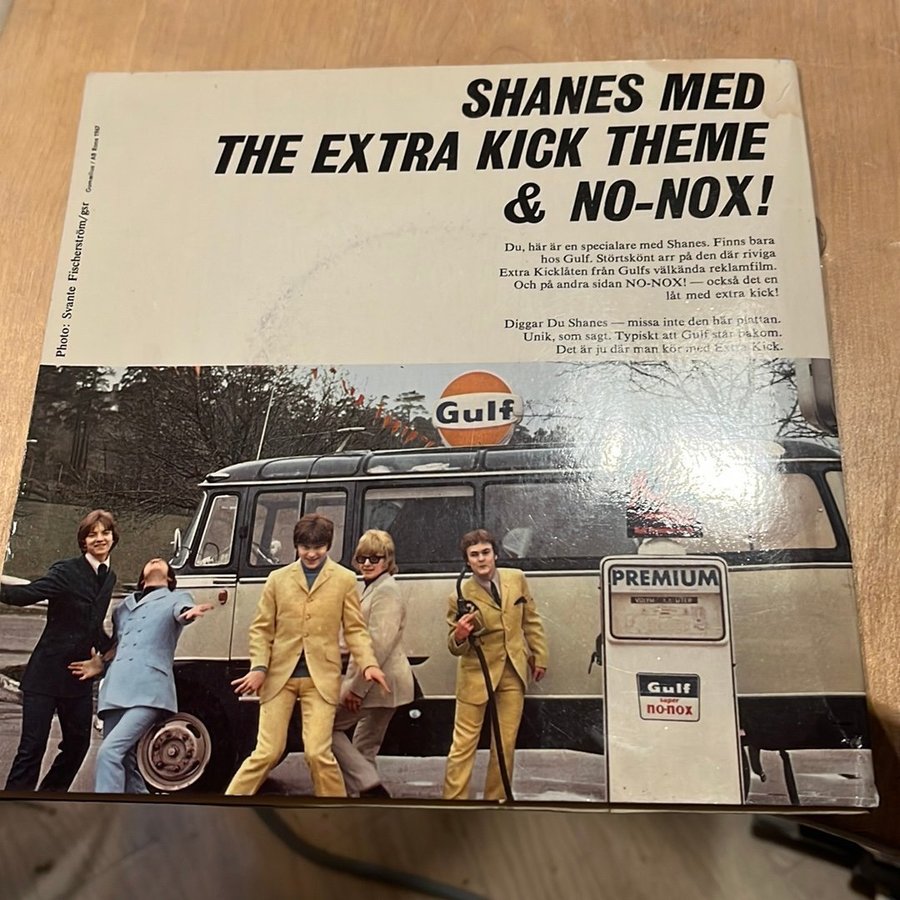 SHANES MED
THE EXTRA KICK THEME
& NO-NOX!
Du, här är en specialare med Shanes. Finns bara
hos Gulf. Störtskönt arr på den där riviga
Extra Kicklåten från Gulfs välkända reklamfilm.
Och på andra sidan NO-NOX! — också det en
låt med extra kick!
Diggar Du Shanes — missa inte den här plattan.
Unik, som sagt. Typiskt att Gulf står bakom.
Det är ju där man kör med Extra Kick.
Photo: Svante Fischerström/gsr
Gumaelius / AB Rasna 1967
Gulf
PREMIUM
Gulf
super
NO-NOX